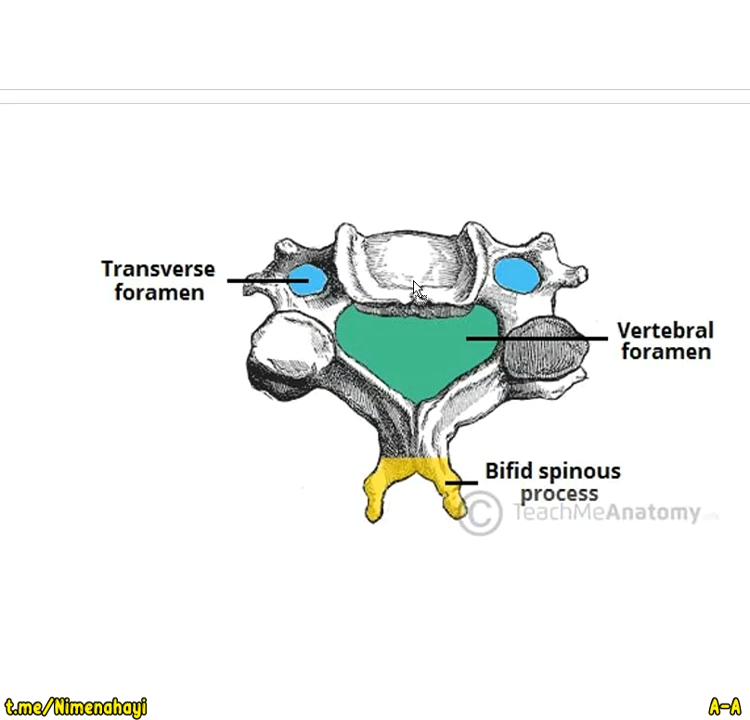 Transverse
foramen
Vertebral
foramen
Bifid spinous
process
© TeachMeAnatomy
t.me/Nimenahayi
A-A